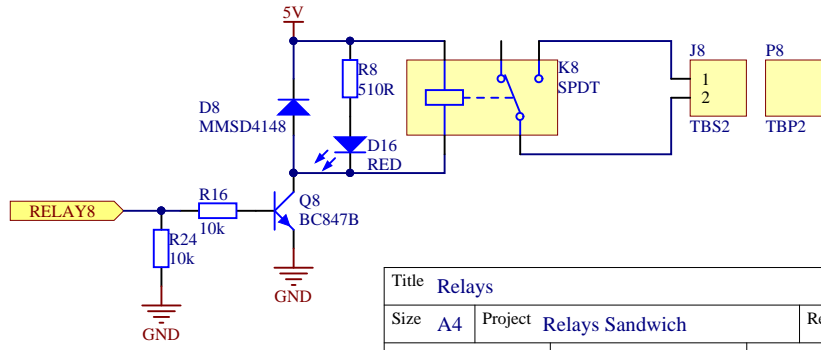 5V
R8
510R
K8
SPDT
J8
P8
1
2
TBS2
TBP2
D8
MMSD4148
D16
RED
R16
10k
Q8
BC847B
RELAY8
R24
10k
GND
GND
Title Relays
Size A4 Project Relays Sandwich